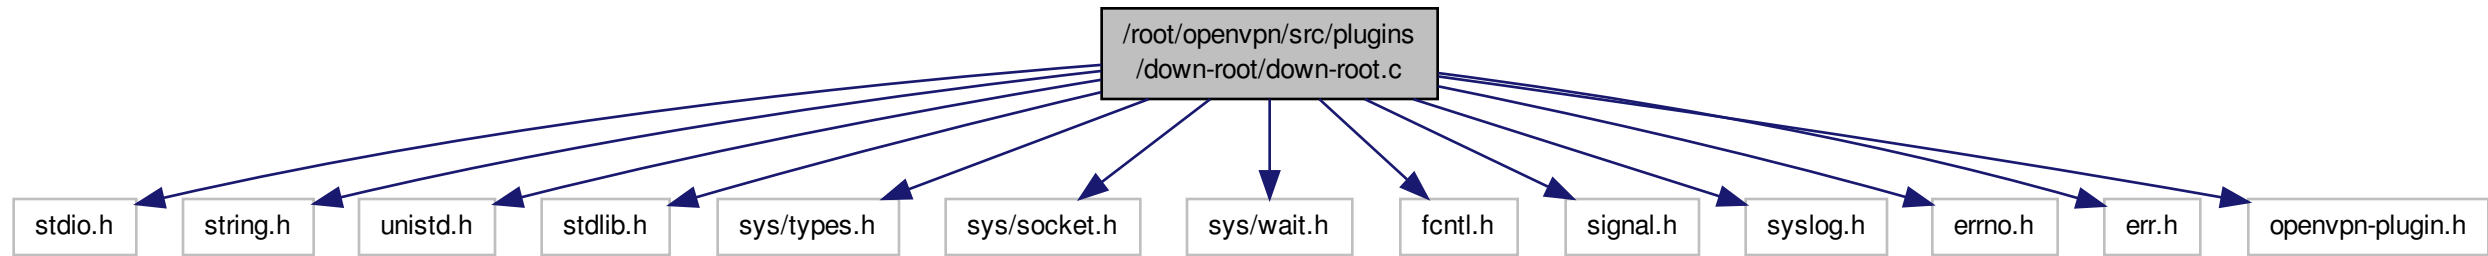 /root/openvpn/src/plugins
/down-root/down-root.c
stdio.h
string.h
unistd.h
stdlib.h
sys/types.h
sys/socket.h
sys/wait.h
fcntl.h
signal.h
syslog.h
errno.h
err.h
openvpn-plugin.h